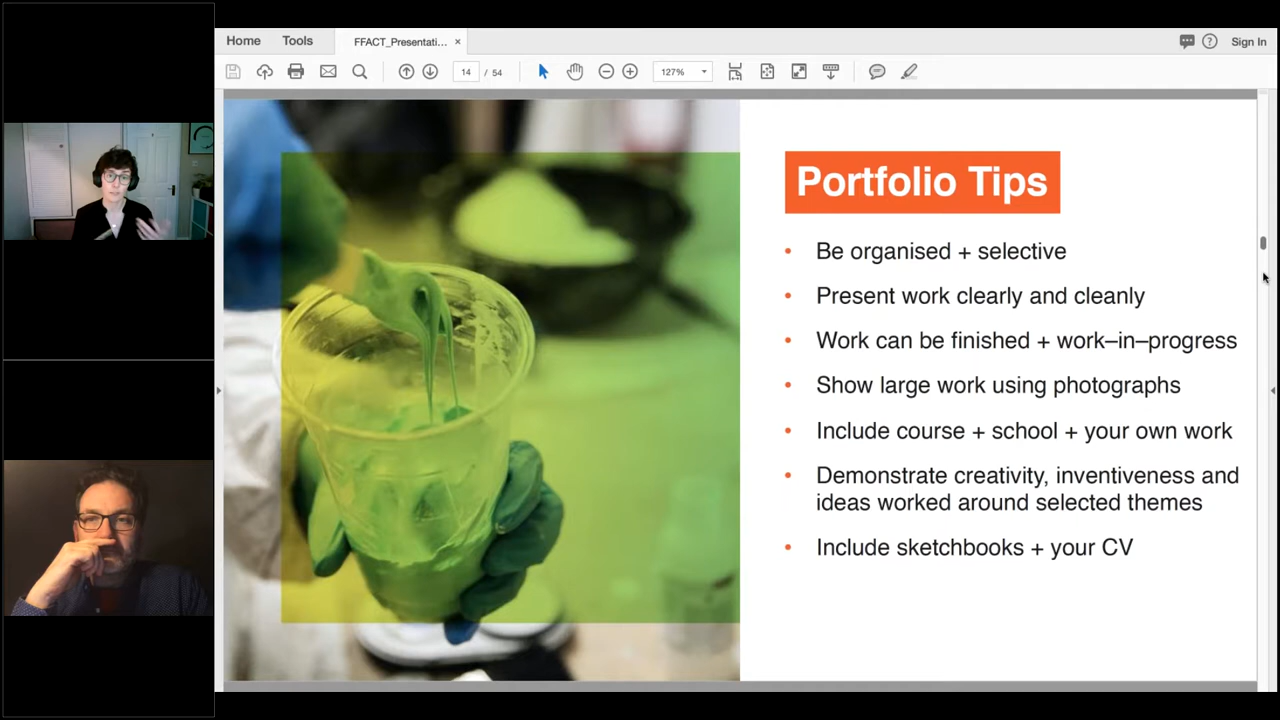 Home Tools FFACT_Presentati... × Sign In
14 / 54 127%
Portfolio Tips
• Be organised + selective
• Present work clearly and cleanly
• Work can be finished + work–in–progress
• Show large work using photographs
• Include course + school + your own work
• Demonstrate creativity, inventiveness and
ideas worked around selected themes
• Include sketchbooks + your CV